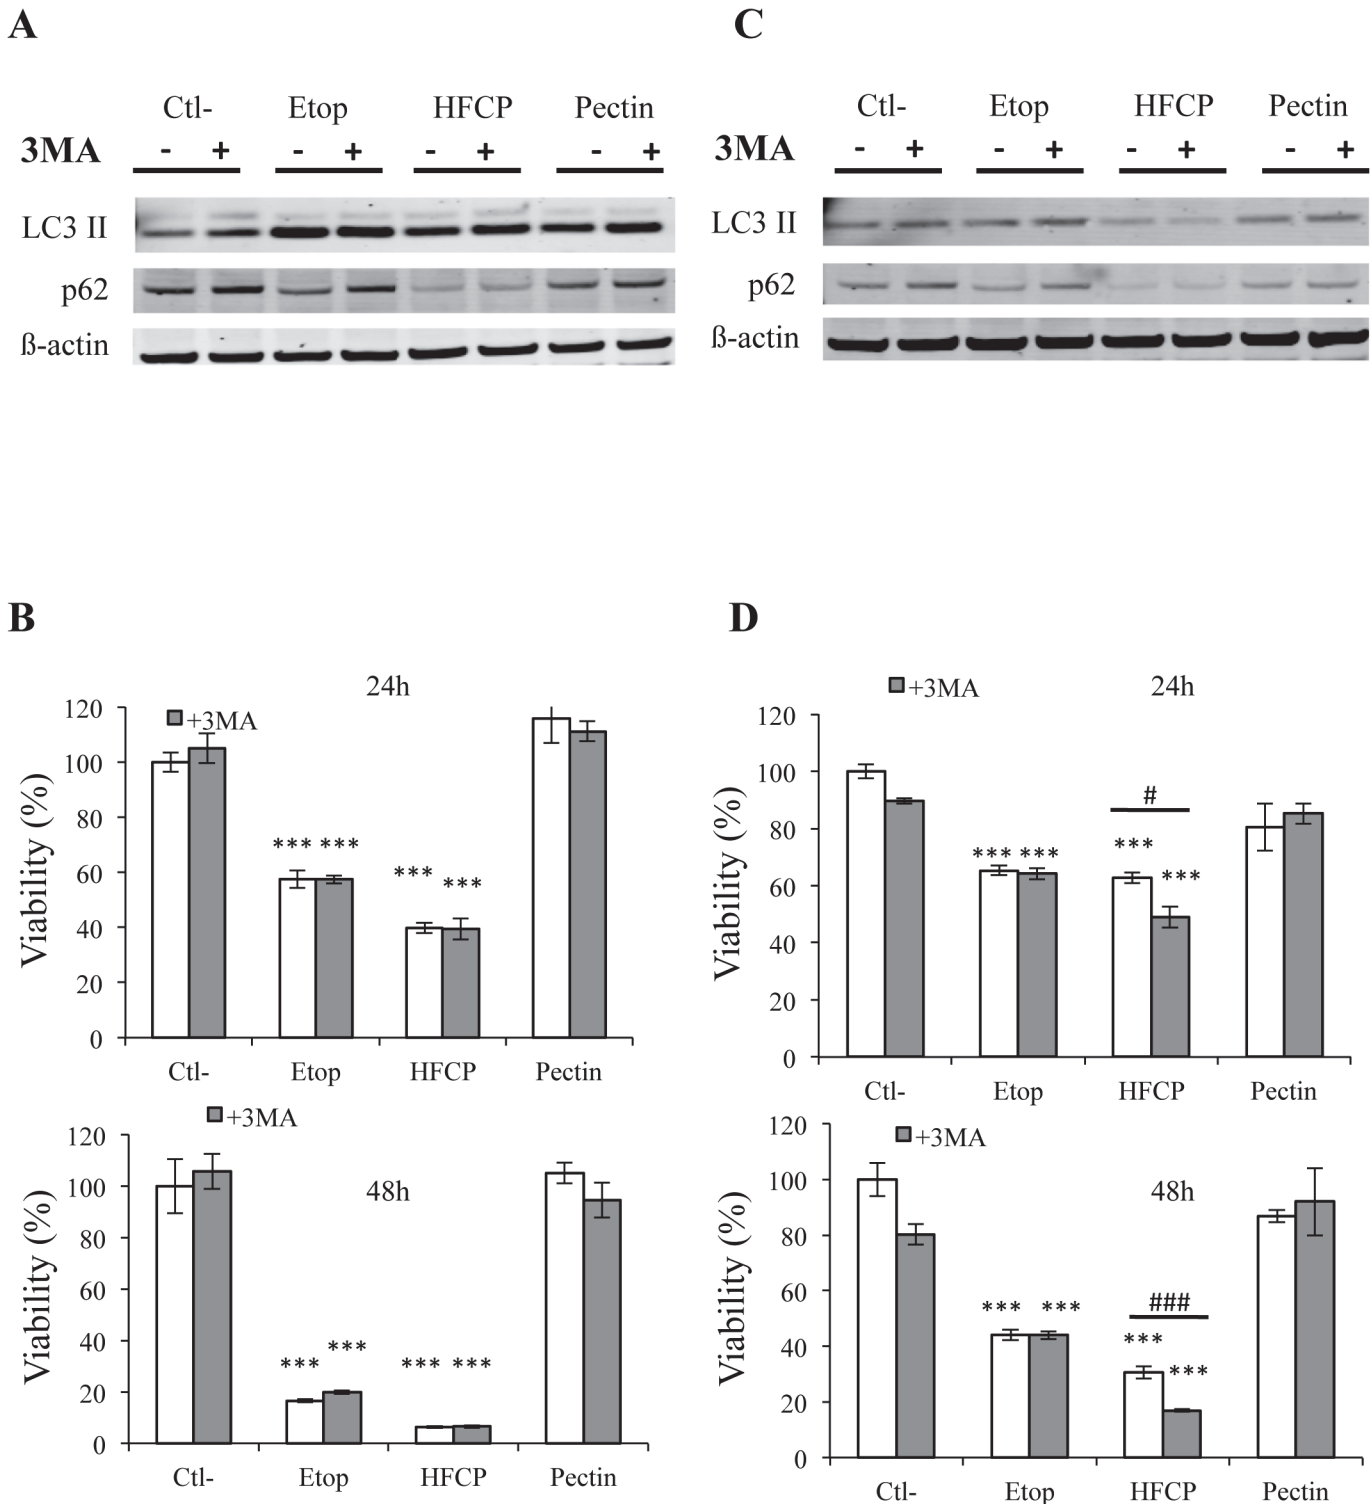 A
Ctl- Etop HFCP Pectin
3MA - + - + - + - +
LC3 II
p62
ß-actin
C
Ctl- Etop HFCP Pectin
3MA - + - + - + - +
LC3 II
p62
ß-actin
B
24h
+3MA
Viability (%)
120
100
80
60
40
20
0
*** ***
*** ***
Ctl- Etop HFCP Pectin
+3MA
48h
Viability (%)
120
100
80
60
40
20
0
*** ***
*** ***
Ctl- Etop HFCP Pectin
D
+3MA 24h
Viability (%)
120
100
80
60
40
20
0
*** ***
#
*** ***
Ctl- Etop HFCP Pectin
+3MA
48h
Viability (%)
120
100
80
60
40
20
0
*** ***
###
*** ***
Ctl- Etop HFCP Pectin